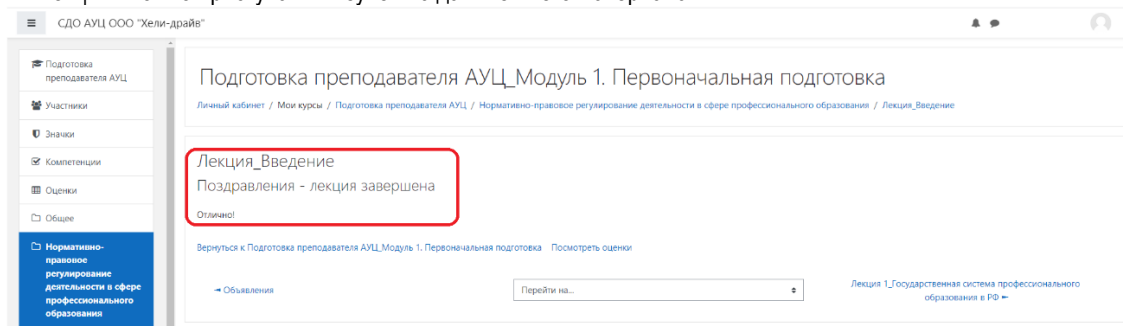 СДО АУЦ ООО "Хели-драйв"
Подготовка
преподавателя АУЦ
Участники
Значки
Компетенции
Оценки
Общее
Нормативно-
правовое
регулирование
деятельности в сфере
профессионального
образования
Подготовка преподавателя АУЦ_Модуль 1. Первоначальная подготовка
Личный кабинет / Мои курсы / Подготовка преподавателя АУЦ / Нормативно-правовое регулирование деятельности в сфере профессионального образования / Лекция_Введение
Лекция_Введение
Поздравления - лекция завершена
Отлично!
Вернуться к Подготовка преподавателя АУЦ_Модуль 1. Первоначальная подготовка Посмотреть оценки
Объявления
Перейти на...
Лекция 1_Государственная система профессионального
образования в РФ